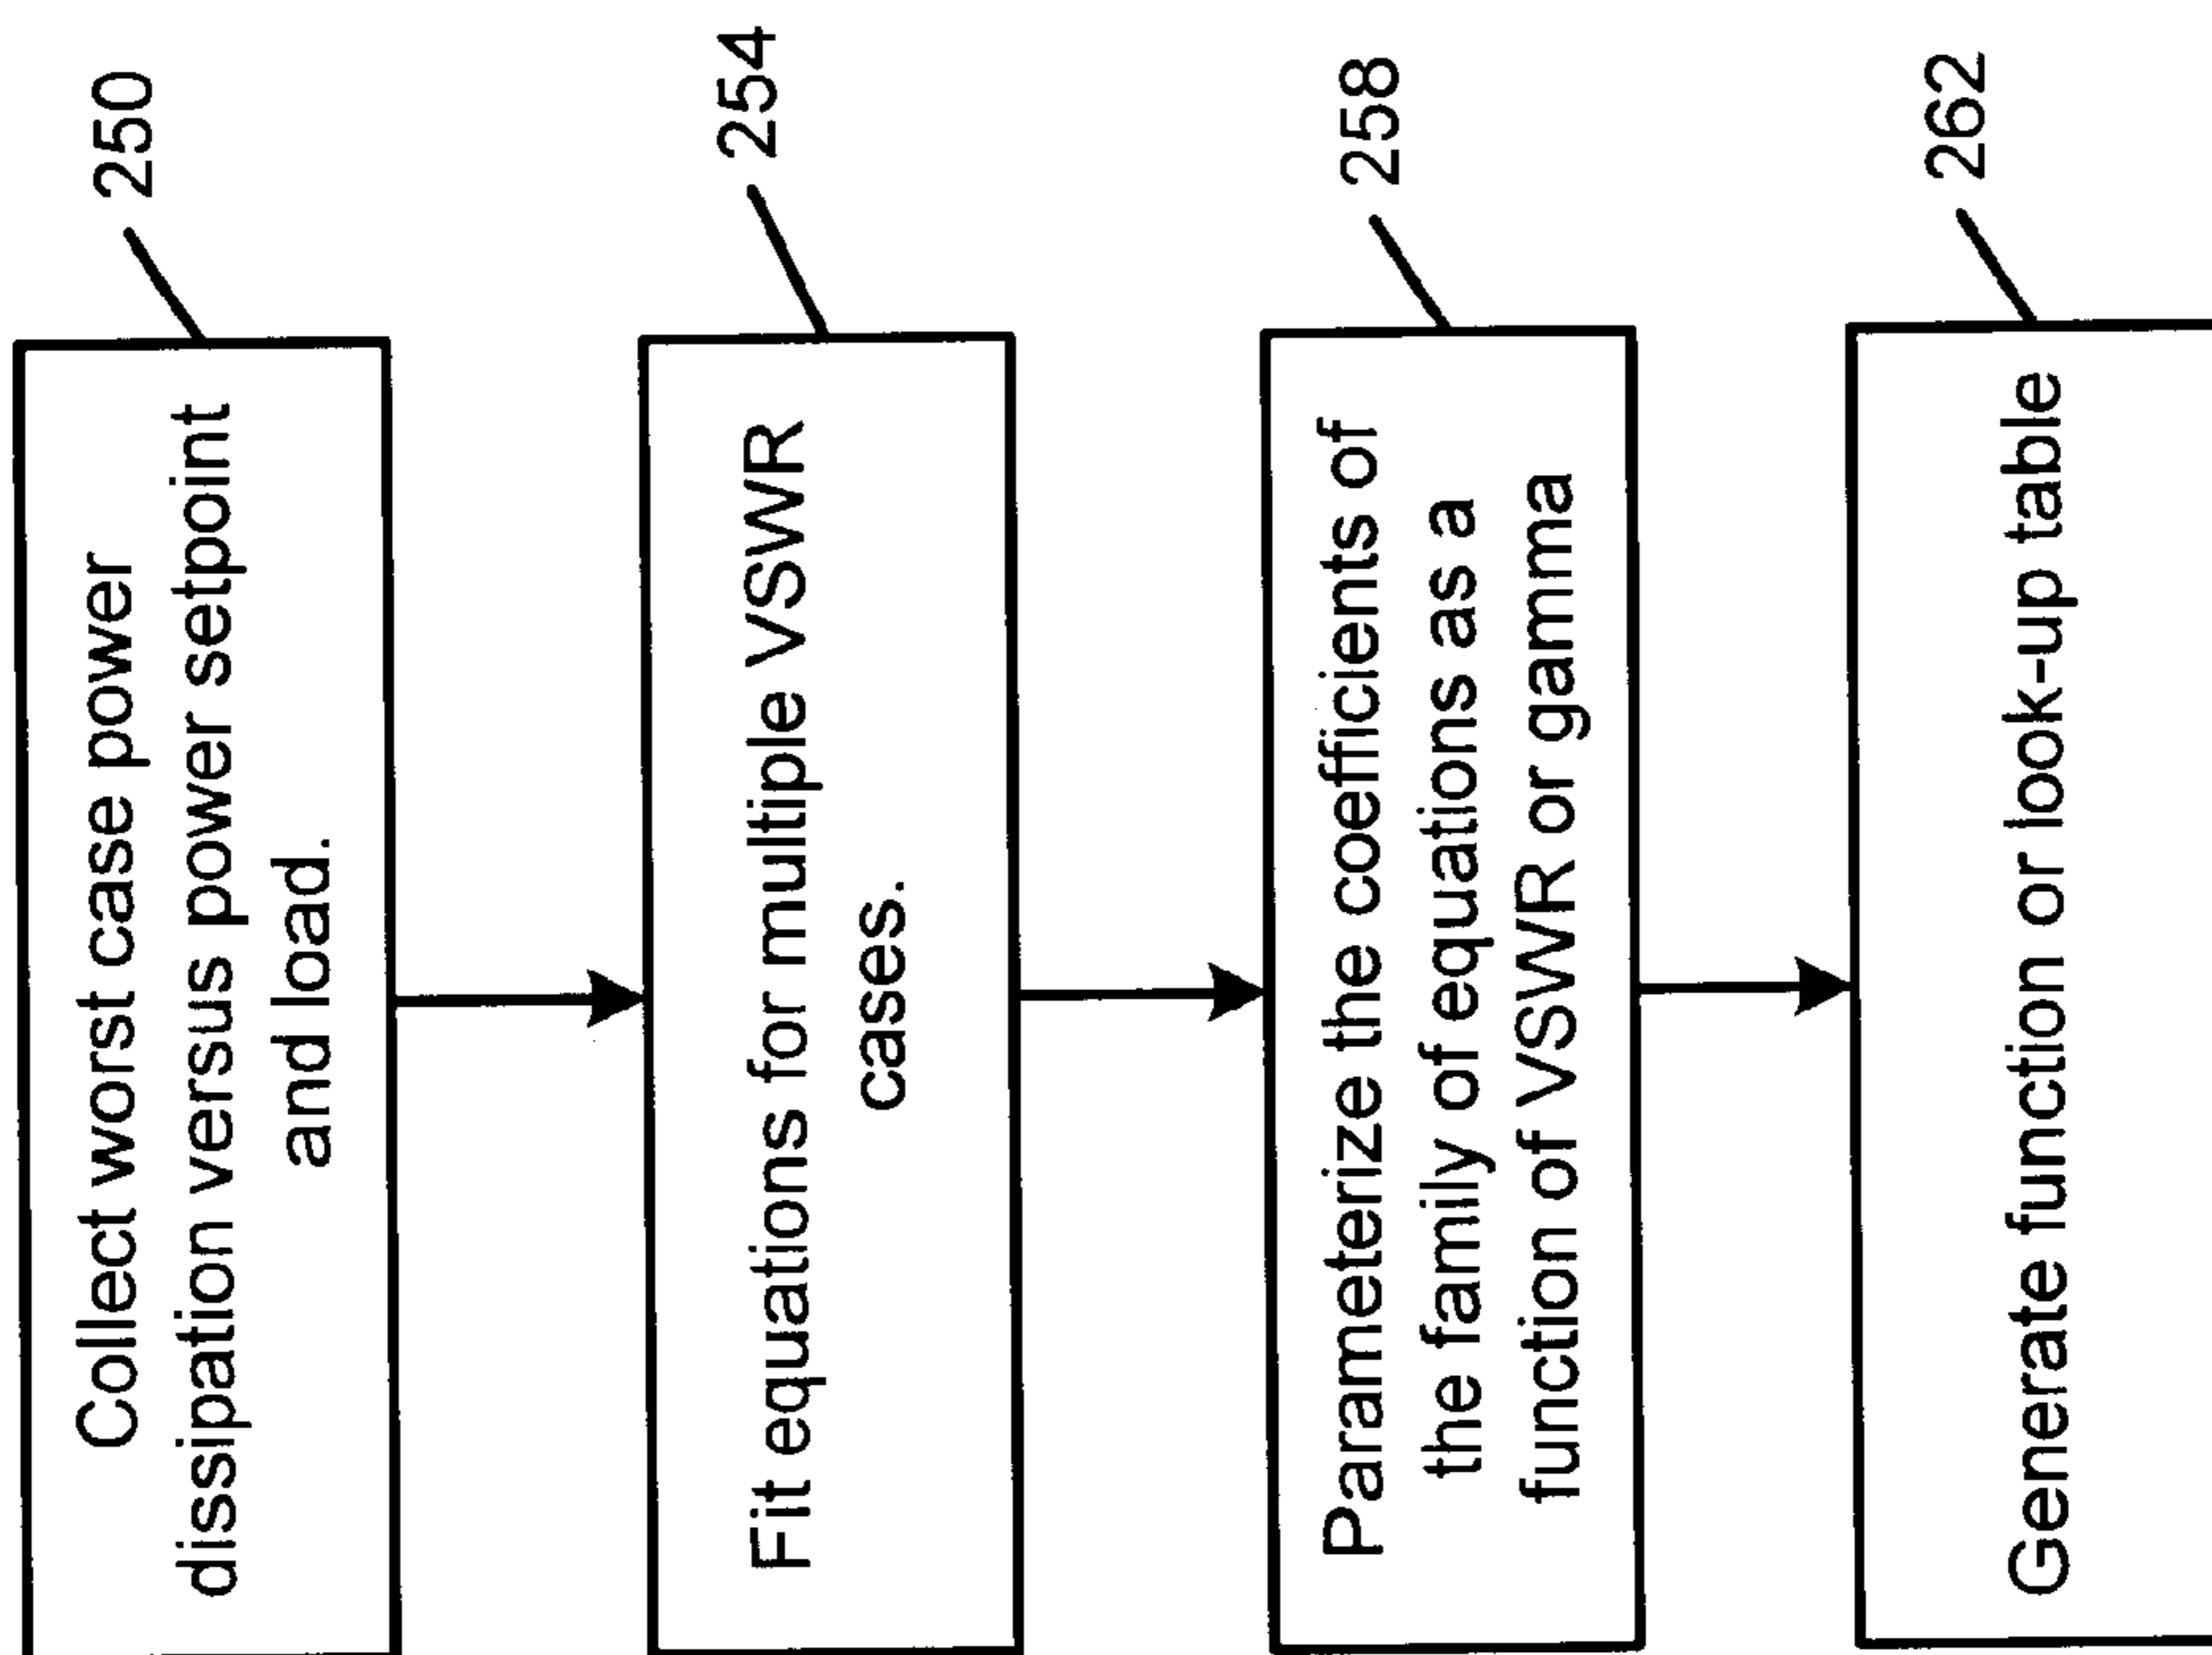 Collect worst case power
dissipation versus power setpoint
and load.
250
Fit equations for multiple VSWR
cases.
254
Parameterize the coefficients of
the family of equations as a
function of VSWR or gamma
258
Generate function or look-up table
262